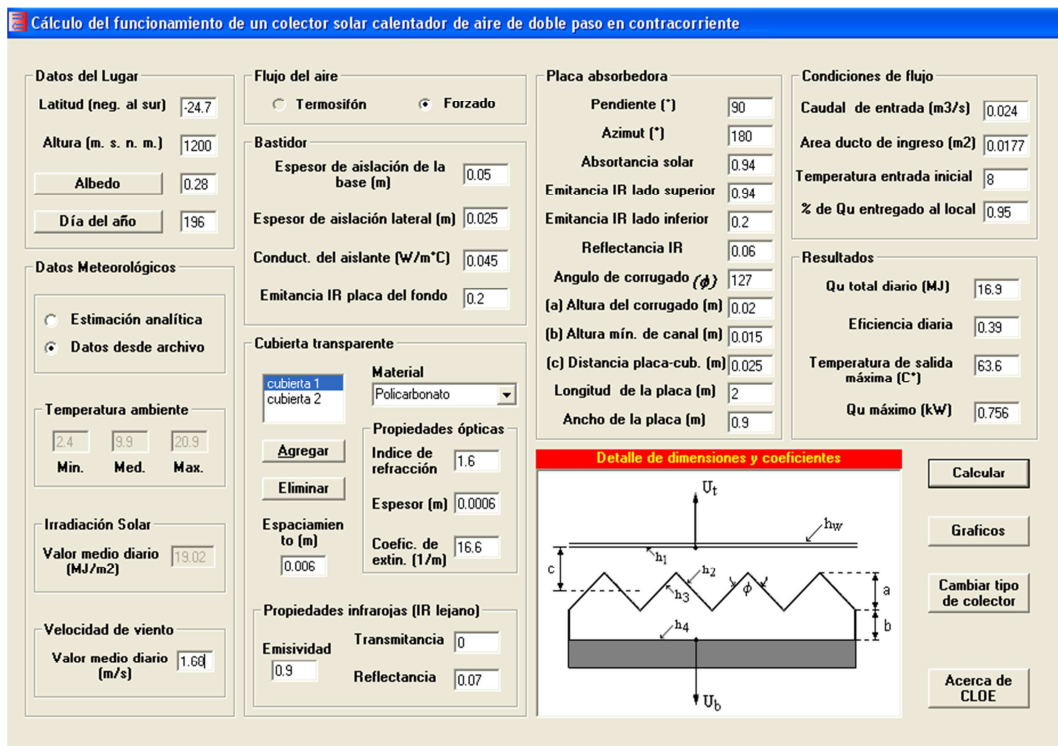 Cálculo del funcionamiento de un colector solar calentador de aire de doble paso en contracorriente
Datos del Lugar
Latitud (neg. al sur) -24.7
Altura (m. s. n. m.) 1200
Albedo 0.28
Día del año 196
Datos Meteorológicos
Estimación analítica
Datos desde archivo
Temperatura ambiente
2.4 9.9 20.9
Min. Med. Max.
Irradiación Solar
Valor medio diario 19.02
(MJ/m2)
Velocidad de viento
Valor medio diario 1.68
(m/s)
Flujo del aire
Termosifón Forzado
Bastidor
Espesor de aislación de la
base (m) 0.05
Espesor de aislación lateral (m) 0.025
Conduct. del aislante (W/m°C) 0.045
Emitancia IR placa del fondo 0.2
Cubierta transparente
cubierta 1
cubierta 2
Material
Policarbonato
Agregar
Eliminar
Espaciamien
to (m)
0.006
Propiedades ópticas
Indice de
refracción 1.6
Espesor (m) 0.0006
Coefic. de
extin. (1/m) 16.6
Propiedades infrarojas (IR lejano)
Emisividad
0.9
Transmitancia 0
Reflectancia 0.07
Placa absorbedora
Pendiente (°) 90
Azimut (°) 180
Absortancia solar 0.94
Emitancia IR lado superior 0.94
Emitancia IR lado inferior 0.2
Reflectancia IR 0.06
Angulo de corrugado (ϕ) 127
(a) Altura del corrugado (m) 0.02
(b) Altura mín. de canal (m) 0.015
(c) Distancia placa-cub. (m) 0.025
Longitud de la placa (m) 2
Ancho de la placa (m) 0.9
Condiciones de flujo
Caudal de entrada (m3/s) 0.024
Area ducto de ingreso (m2) 0.0177
Temperatura entrada inicial 8
% de Qu entregado al local 0.95
Resultados
Qu total diario (MJ) 16.9
Eficiencia diaria 0.39
Temperatura de salida
máxima (C°) 63.6
Qu máximo (kW) 0.756
Detalle de dimensiones y coeficientes
Ut
hw
h1
c
h2
h3
ϕ
a
h4
b
Ub
Calcular
Graficos
Cambiar tipo
de colector
Acerca de
CLOE